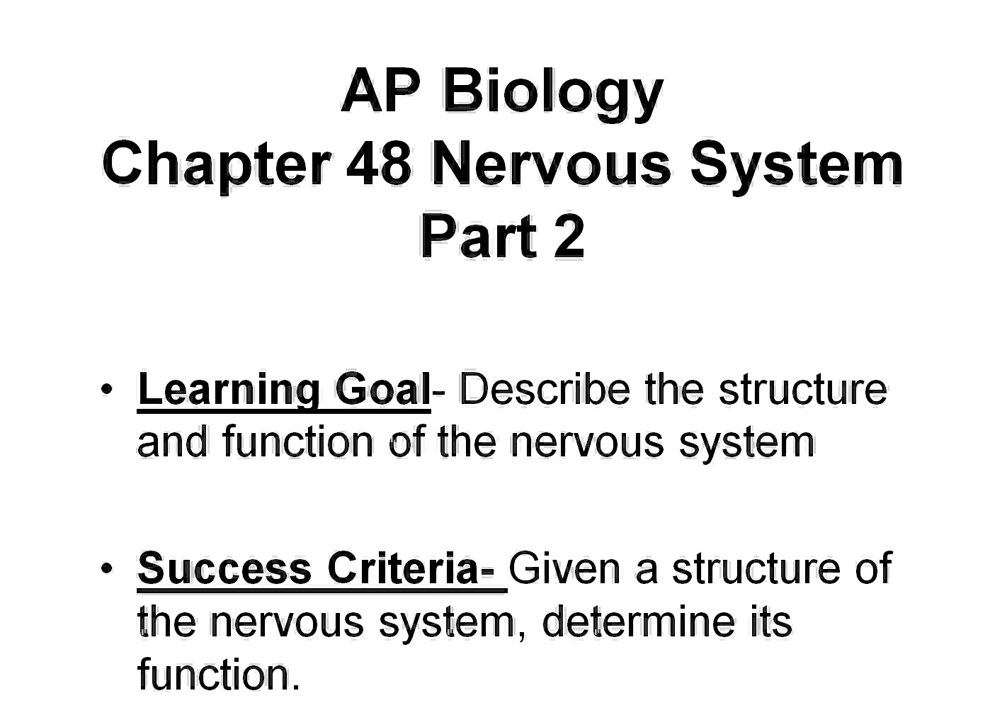 AP Biology
Chapter 48 Nervous System
Part 2
• Learning Goal- Describe the structure
and function of the nervous system
• Success Criteria- Given a structure of
the nervous system, determine its
function.